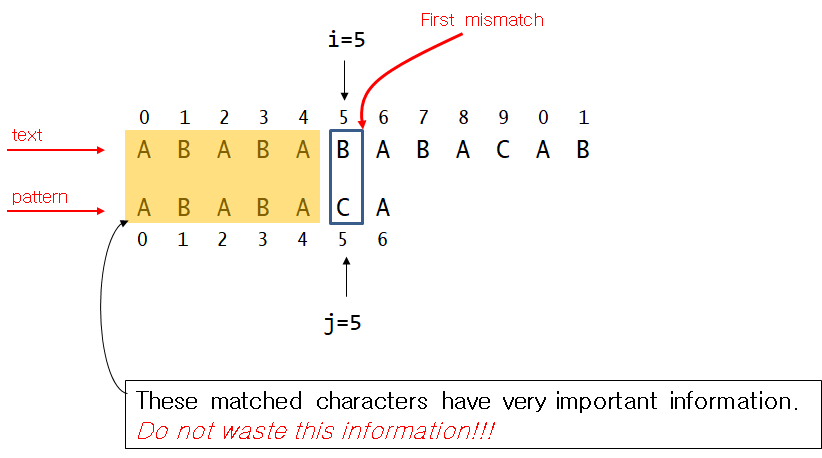 First mismatch
i=5
0 1 2 3 4 5 6 7 8 9 0 1
text
A B A B A B A B A C A B
pattern
A B A B A C A
0 1 2 3 4 5 6
j=5
These matched characters have very important information.
Do not waste this information!!!